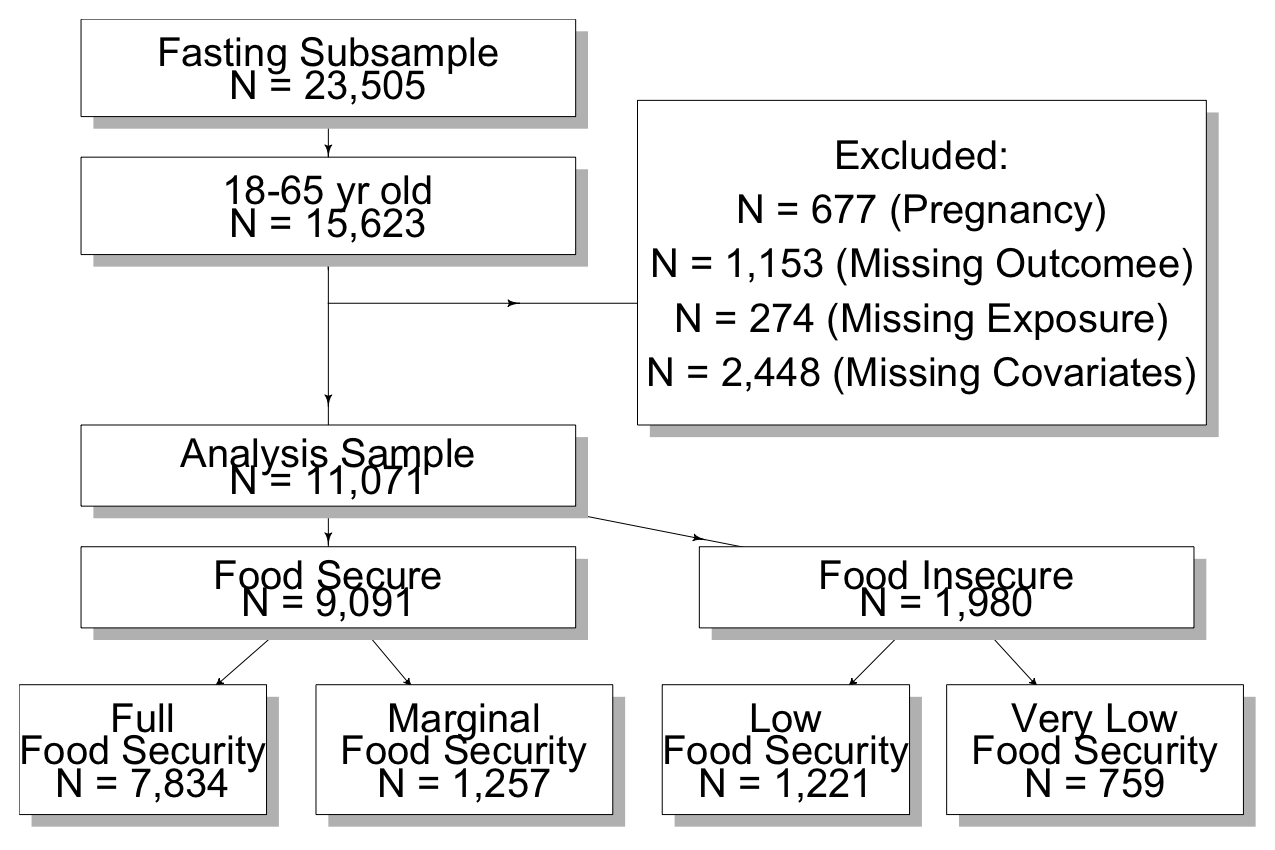 Fasting Subsample
N = 23,505
18-65 yr old
N = 15,623
Excluded:
N = 677 (Pregnancy)
N = 1,153 (Missing Outcomee)
N = 274 (Missing Exposure)
N = 2,448 (Missing Covariates)
Analysis Sample
N = 11,071
Food Secure
N = 9,091
Food Insecure
N = 1,980
Full
Food Security
N = 7,834
Marginal
Food Security
N = 1,257
Low
Food Security
N = 1,221
Very Low
Food Security
N = 759